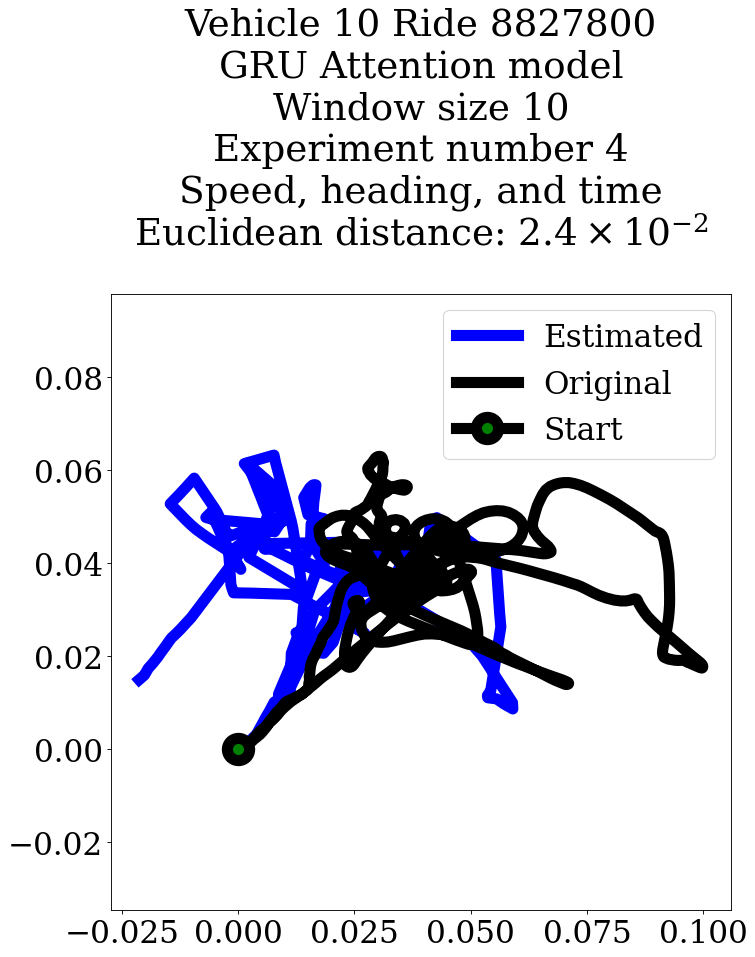 Vehicle 10 Ride 8827800
GRU Attention model
Window size 10
Experiment number 4
Speed, heading, and time
Euclidean distance: 2.4 × 10⁻²
Estimated
Original
Start
0.08
0.06
0.04
0.02
0.00
−0.02
−0.025 0.000 0.025 0.050 0.075 0.100